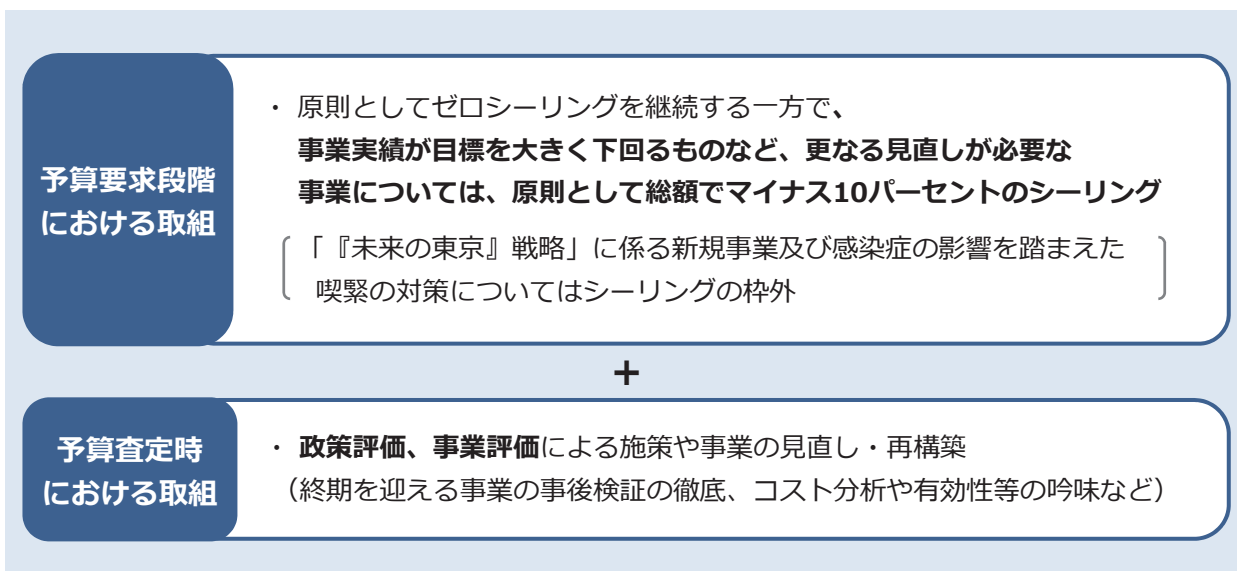 予算要求段階
における取組
・ 原則としてゼロシーリングを継続する一方で、
事業実績が目標を大きく下回るものなど、更なる見直しが必要な
事業については、原則として総額でマイナス10パーセントのシーリング
「『未来の東京』戦略」に係る新規事業及び感染症の影響を踏まえた
喫緊の対策についてはシーリングの枠外
+
予算査定時
における取組
・ 政策評価、事業評価による施策や事業の見直し・再構築
（終期を迎える事業の事後検証の徹底、コスト分析や有効性等の吟味など）